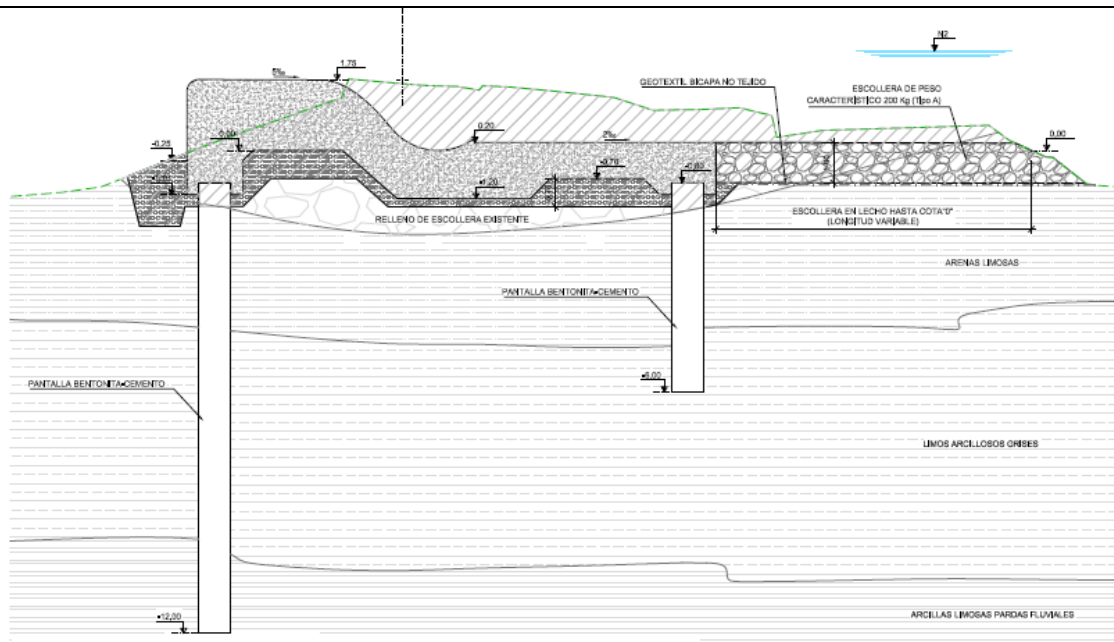 N2
1.75
5‰
GEOTEXTIL BICAPA NO TEJIDO
ESCOLLERA DE PESO
CARACTERÍSTICO 200 Kg (Tipo A)
0,00
0.20
2‰
0,00
-0.25
-0,70
-1.20
RELLENO DE ESCOLLERA EXISTENTE
ESCOLLERA EN LECHO HASTA COTA"0"
(LONGITUD VARIABLE)
ARENAS LIMOSAS
PANTALLA BENTONITA-CEMENTO
PANTALLA BENTONITA-CEMENTO
-6,00
LIMOS ARCILLOSOS GRISES
-12,00
ARCILLAS LIMOSAS PARDAS FLUVIALES